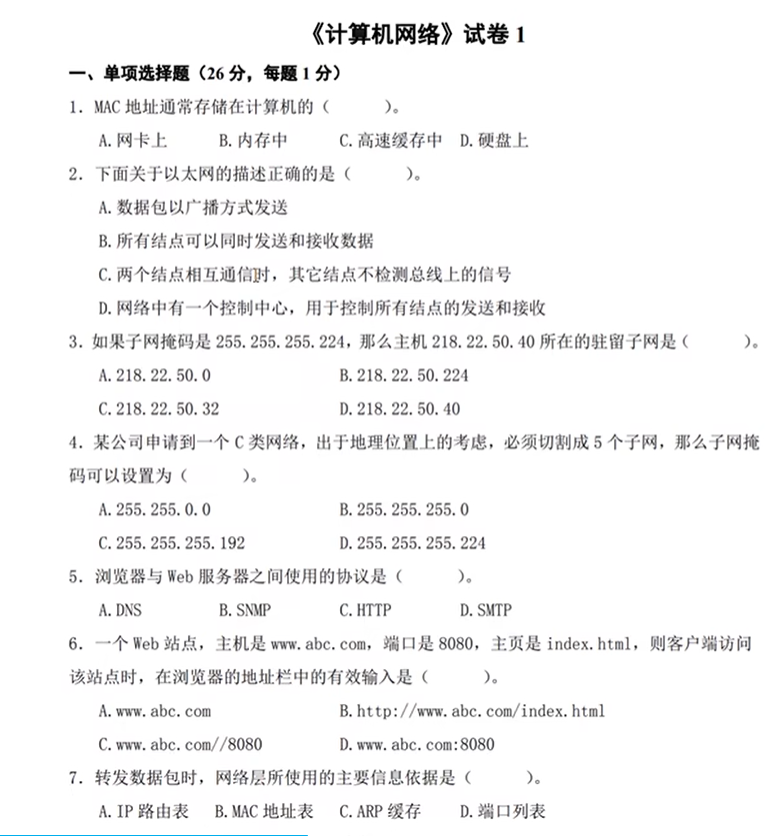 《计算机网络》试卷 1
一、单项选择题（26 分，每题 1 分）
1. MAC 地址通常存储在计算机的（　　）。
A.网卡上　　B.内存中　　C.高速缓存中　D.硬盘上
2. 下面关于以太网的描述正确的是（　　）。
A.数据包以广播方式发送
B.所有结点可以同时发送和接收数据
C.两个结点相互通信时，其它结点不检测总线上的信号
D.网络中有一个控制中心，用于控制所有结点的发送和接收
3. 如果子网掩码是 255.255.255.224，那么主机 218.22.50.40 所在的驻留子网是（　　）。
A.218.22.50.0　　B.218.22.50.224
C.218.22.50.32　　D.218.22.50.40
4. 某公司申请到一个 C 类网络，出于地理位置上的考虑，必须切割成 5 个子网，那么子网掩
码可以设置为（　　）。
A.255.255.0.0　　B.255.255.255.0
C.255.255.255.192　　D.255.255.255.224
5. 浏览器与 Web 服务器之间使用的协议是（　　）。
A.DNS　　B.SNMP　　C.HTTP　　D.SMTP
6. 一个 Web 站点，主机是 www.abc.com，端口是 8080，主页是 index.html，则客户端访问
该站点时，在浏览器的地址栏中的有效输入是（　　）。
A.www.abc.com　　B.http://www.abc.com/index.html
C.www.abc.com//8080　　D.www.abc.com:8080
7. 转发数据包时，网络层所使用的主要信息依据是（　　）。
A.IP 路由表　　B.MAC 地址表　　C.ARP 缓存　　D.端口列表